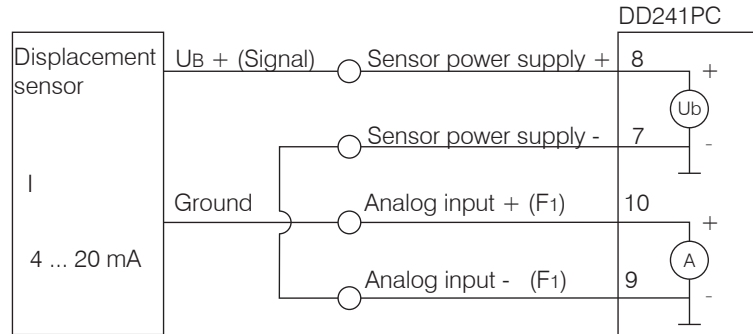 DD241PC
Displacement sensor
UB + (Signal)
Sensor power supply +
8
+
Ub
Sensor power supply -
7
-
I
Ground
Analog input + (F1)
10
+
4 ... 20 mA
A
Analog input - (F1)
9
-